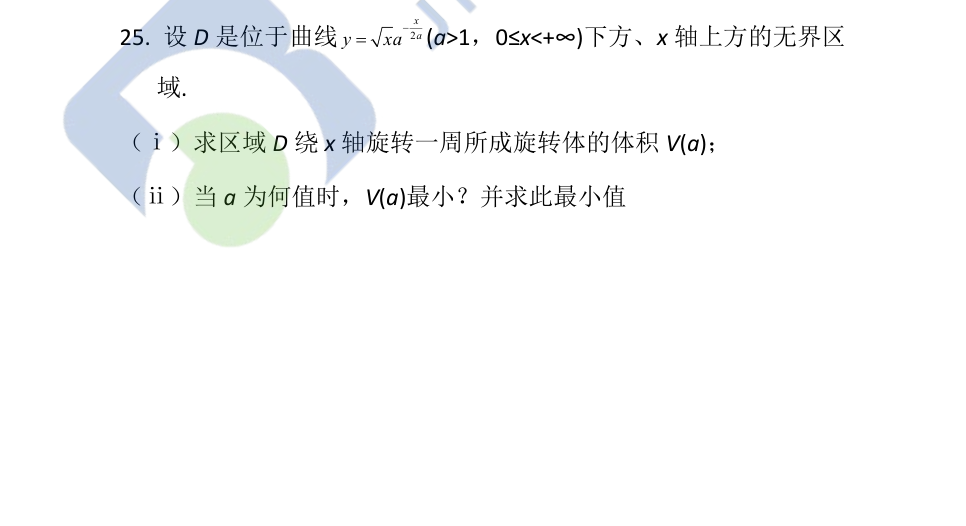 25. 设 D 是位于曲线 y = √xa^{-x/2a} (a>1，0≤x<+∞)下方、x 轴上方的无界区
域.
（ⅰ）求区域 D 绕 x 轴旋转一周所成旋转体的体积 V(a)；
（ⅱ）当 a 为何值时，V(a)最小？并求此最小值